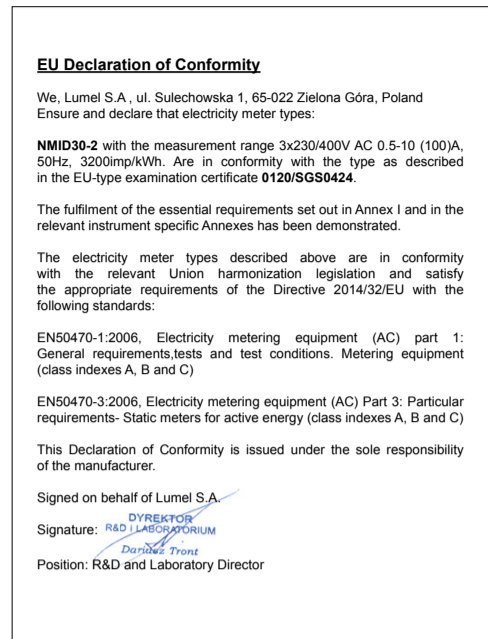 EU Declaration of Conformity
We, Lumel S.A , ul. Sulechowska 1, 65-022 Zielona Góra, Poland
Ensure and declare that electricity meter types:
NMID30-2 with the measurement range 3x230/400V AC 0.5-10 (100)A,
50Hz, 3200imp/kWh. Are in conformity with the type as described
in the EU-type examination certificate 0120/SGS0424.
The fulfilment of the essential requirements set out in Annex I and in the
relevant instrument specific Annexes has been demonstrated.
The electricity meter types described above are in conformity
with the relevant Union harmonization legislation and satisfy
the appropriate requirements of the Directive 2014/32/EU with the
following standards:
EN50470-1:2006, Electricity metering equipment (AC) part 1:
General requirements,tests and test conditions. Metering equipment
(class indexes A, B and C)
EN50470-3:2006, Electricity metering equipment (AC) Part 3: Particular
requirements- Static meters for active energy (class indexes A, B and C)
This Declaration of Conformity is issued under the sole responsibility
of the manufacturer.
Signed on behalf of Lumel S.A.
DYREKTOR
Signature: R&D i LABORATORIUM
Dariusz Tront
Position: R&D and Laboratory Director